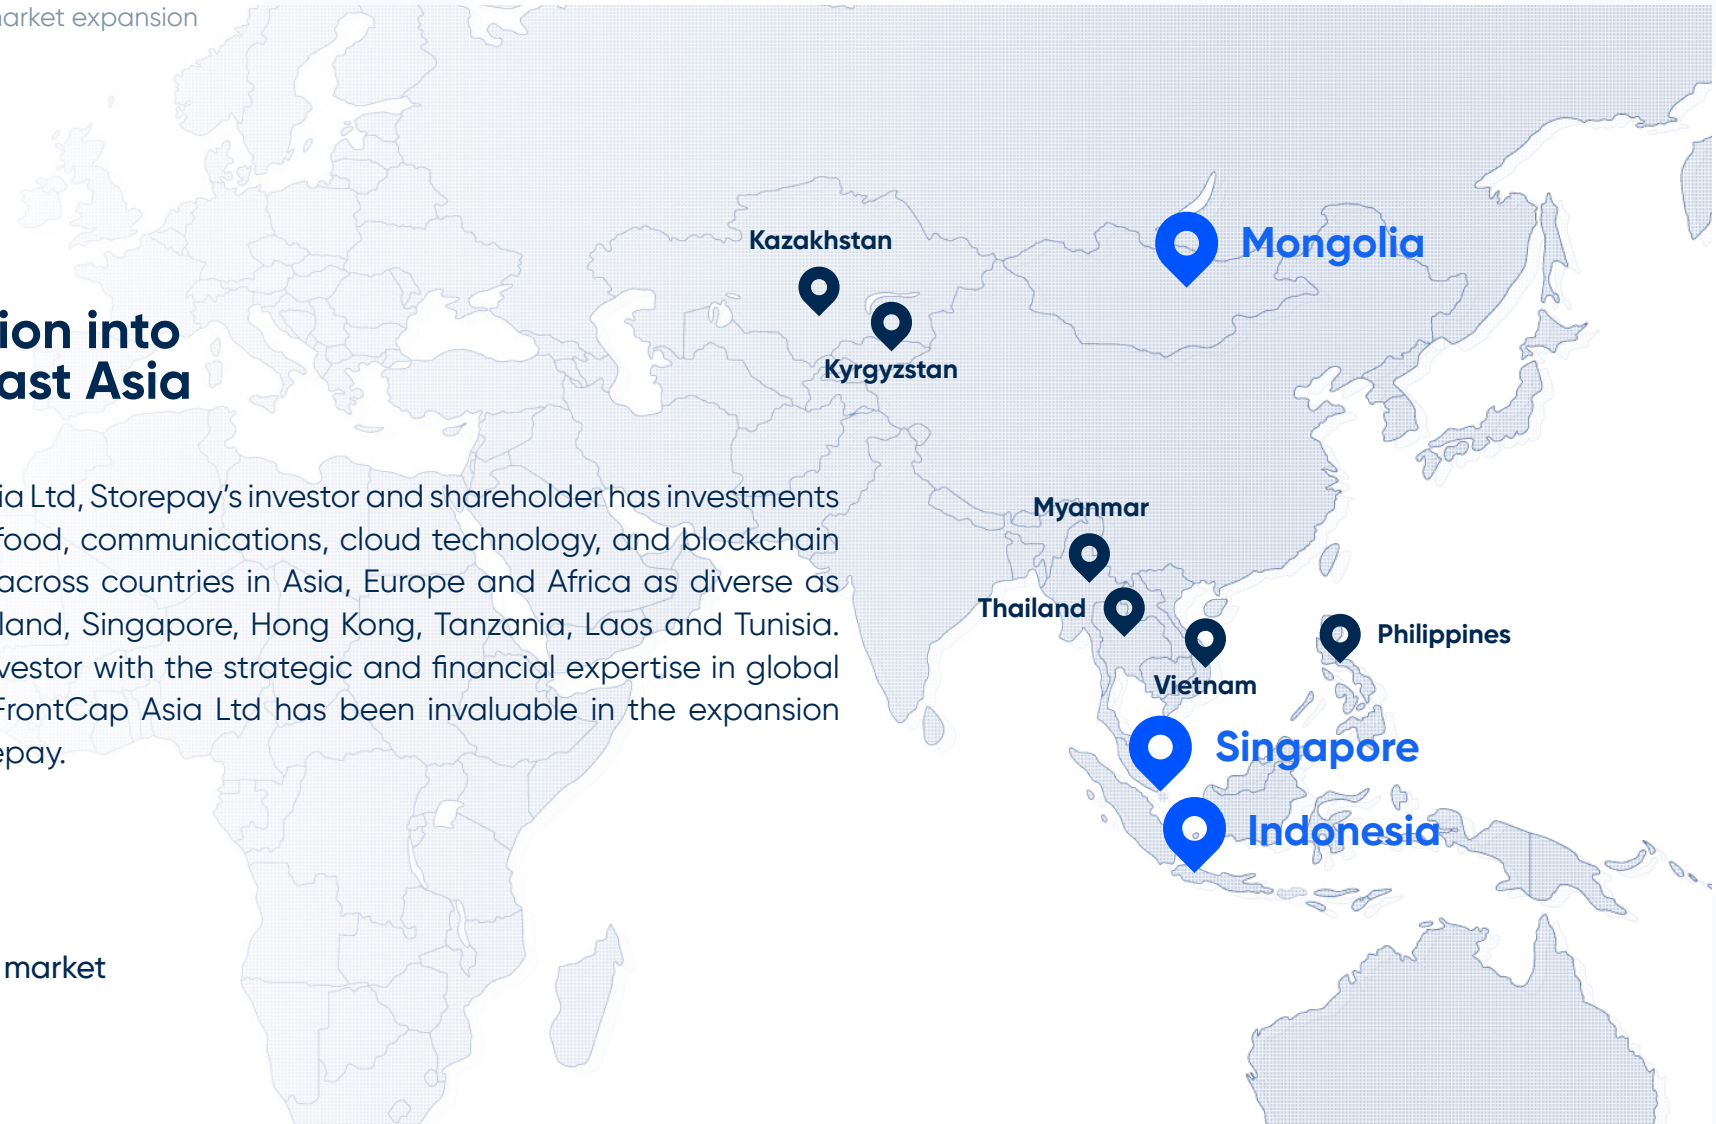 market expansion
ion into
ast Asia
ia Ltd, Storepay’s investor and shareholder has investments
food, communications, cloud technology, and blockchain
across countries in Asia, Europe and Africa as diverse as
land, Singapore, Hong Kong, Tanzania, Laos and Tunisia.
vestor with the strategic and financial expertise in global
FrontCap Asia Ltd has been invaluable in the expansion
epay.
market
Kazakhstan
Kyrgyzstan
Mongolia
Myanmar
Thailand
Vietnam
Philippines
Singapore
Indonesia